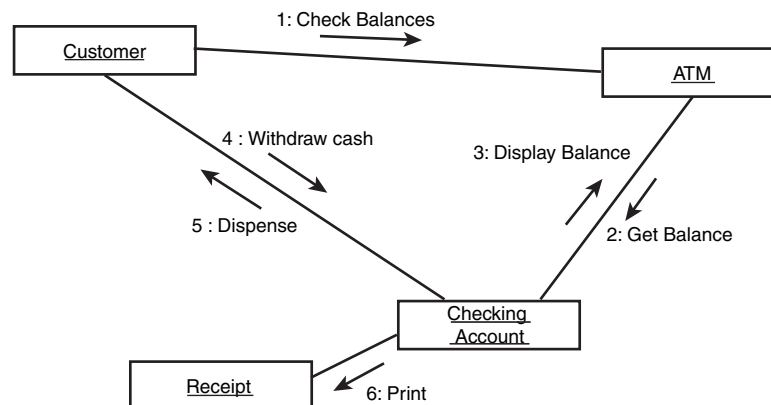 1: Check Balances
Customer
ATM
4 : Withdraw cash
3: Display Balance
5 : Dispense
2: Get Balance
Checking
Account
Receipt
6: Print